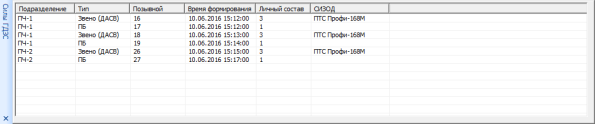 Силы ГДЗС
Подразделение Тип Позывной Время формирования Личный состав СИЗОД
ПЧ-1 Звено (ДАСВ) 16 10.06.2016 15:12:00 3 ПТС Профи-168М
ПЧ-1 ПБ 17 10.06.2016 15:12:00 1
ПЧ-1 Звено (ДАСВ) 18 10.06.2016 15:13:00 3 ПТС Профи-168М
ПЧ-1 ПБ 19 10.06.2016 15:14:00 1
ПЧ-2 Звено (ДАСВ) 26 10.06.2016 15:15:00 3 ПТС Профи-168М
ПЧ-2 ПБ 27 10.06.2016 15:17:00 1